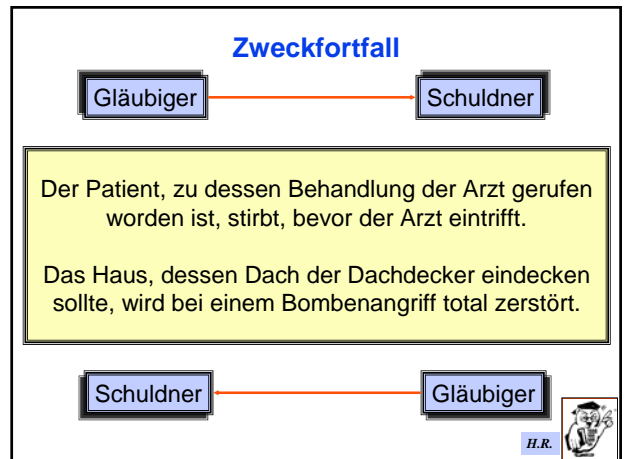 Zweckfortfall
Gläubiger Schuldner
Der Patient, zu dessen Behandlung der Arzt gerufen
worden ist, stirbt, bevor der Arzt eintrifft.
Das Haus, dessen Dach der Dachdecker eindecken
sollte, wird bei einem Bombenangriff total zerstört.
Schuldner Gläubiger
H.R.